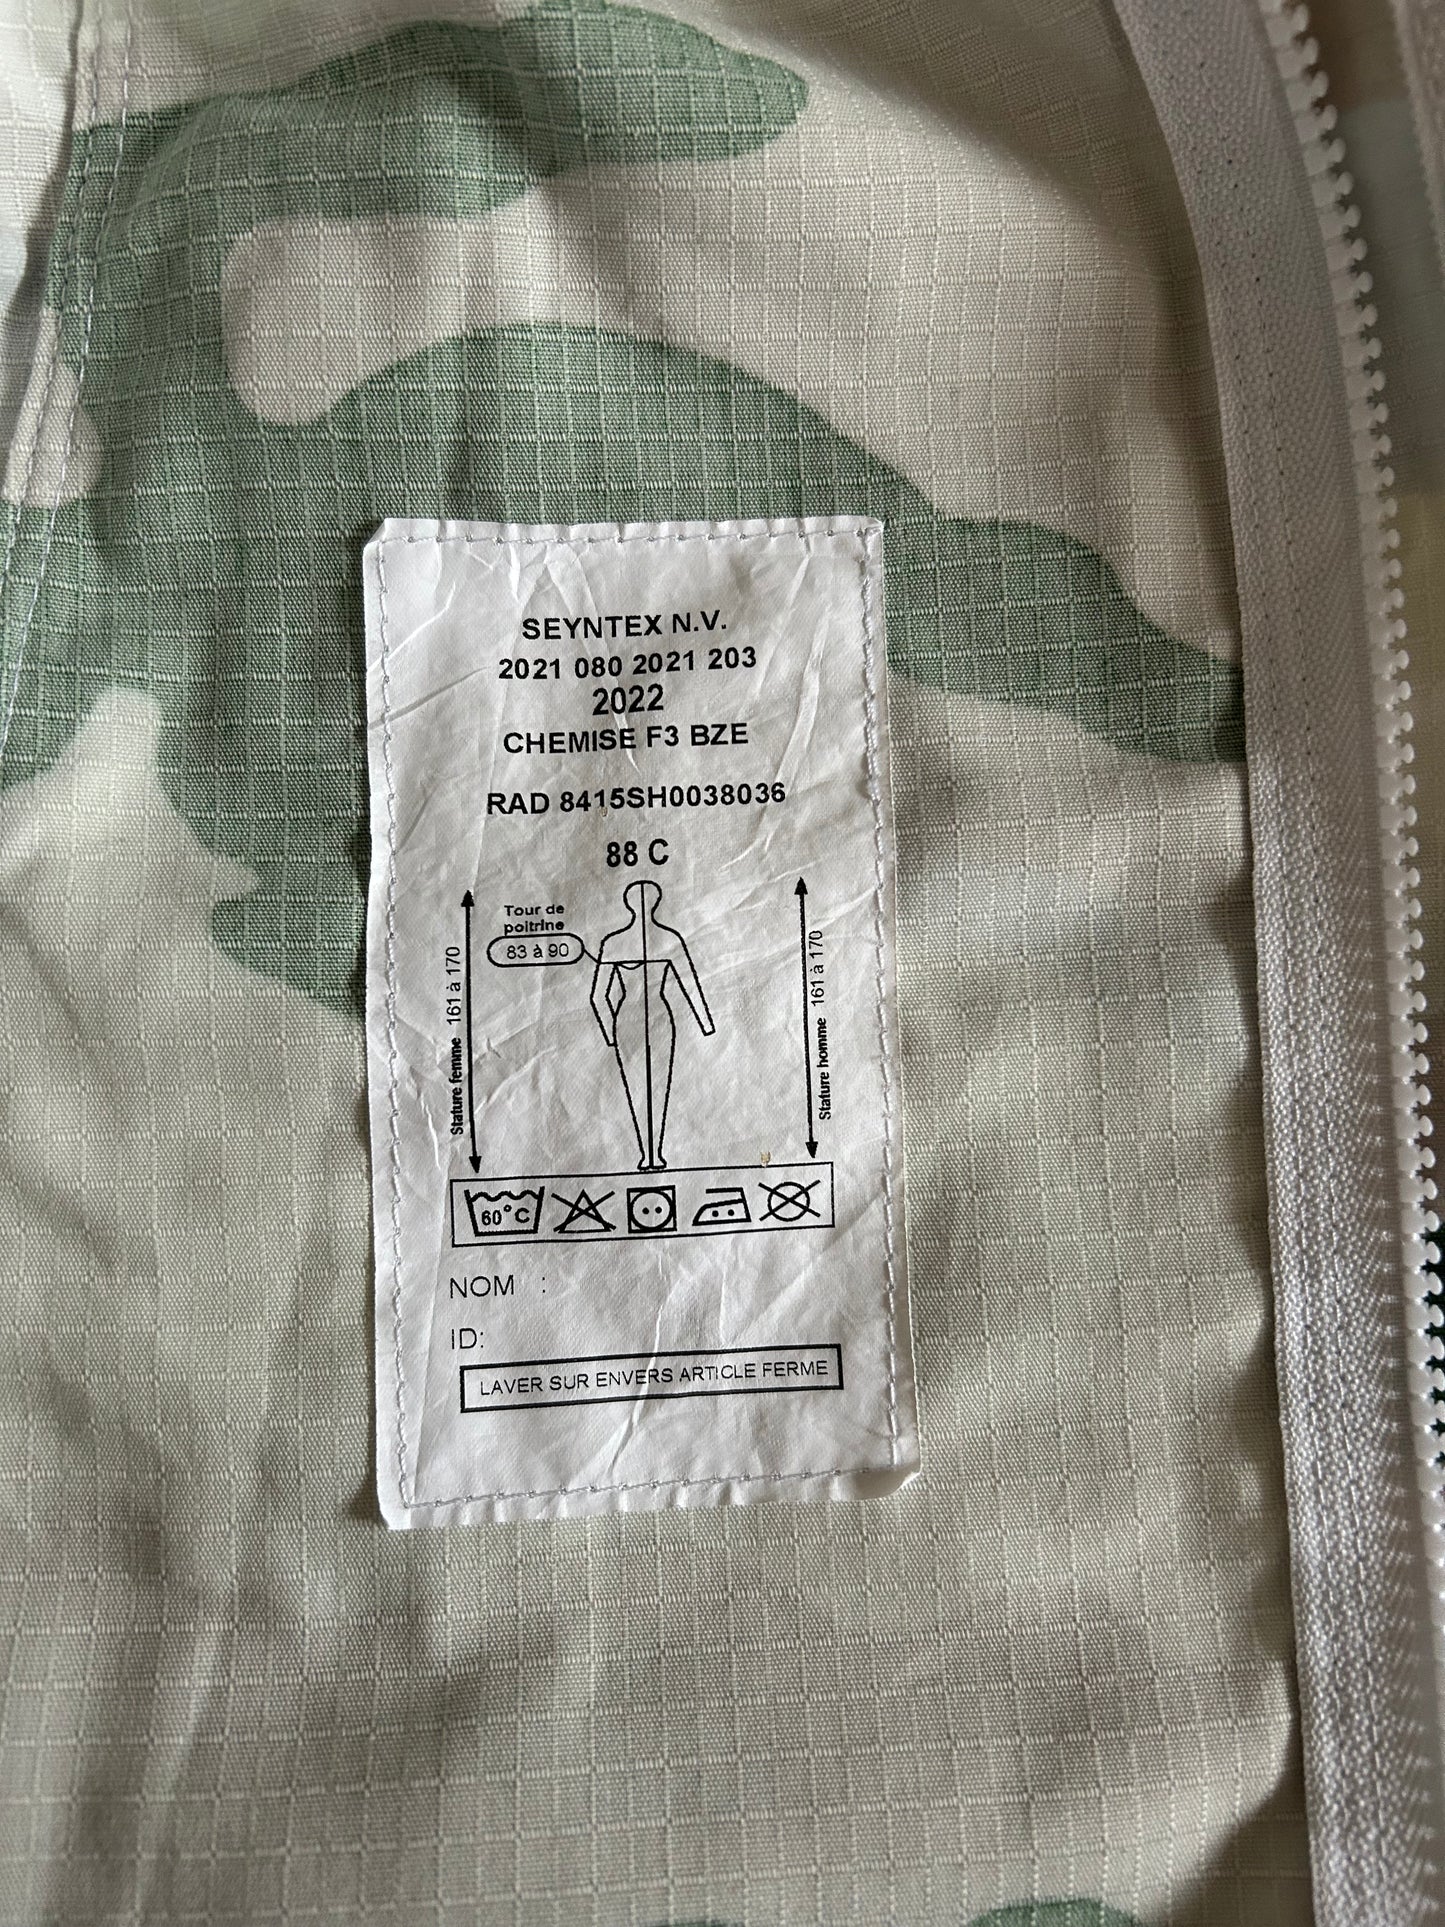 SEYNTEX N.V.
2021 080 2021 203
2022
CHEMISE F3 BZE
RAD 8415SH0038036
88 C
Tour de
poitrine
83 à 90
Stature femme 161 à 170
Stature homme 161 à 170
60°C
NOM :
ID:
LAVER SUR ENVERS ARTICLE FERME